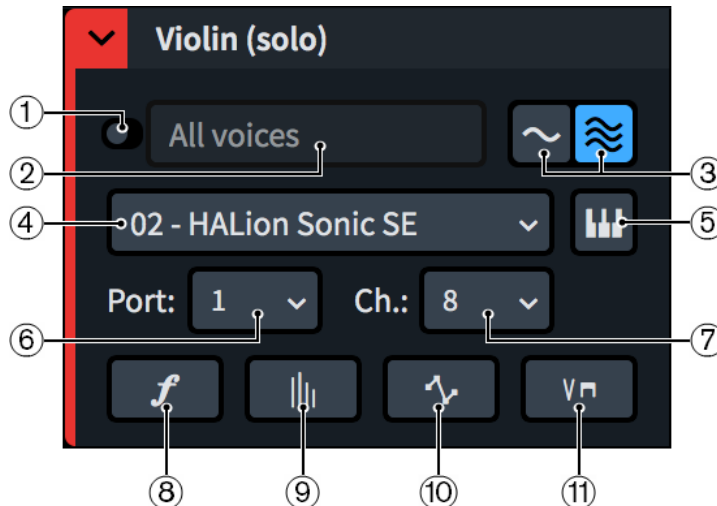 Violin (solo)
①
All voices
②
③
④
02 - HALion Sonic SE
⑤
Port: 1 Ch.: 8
⑥
⑦
f
V
⑧ ⑨ ⑩ ⑪